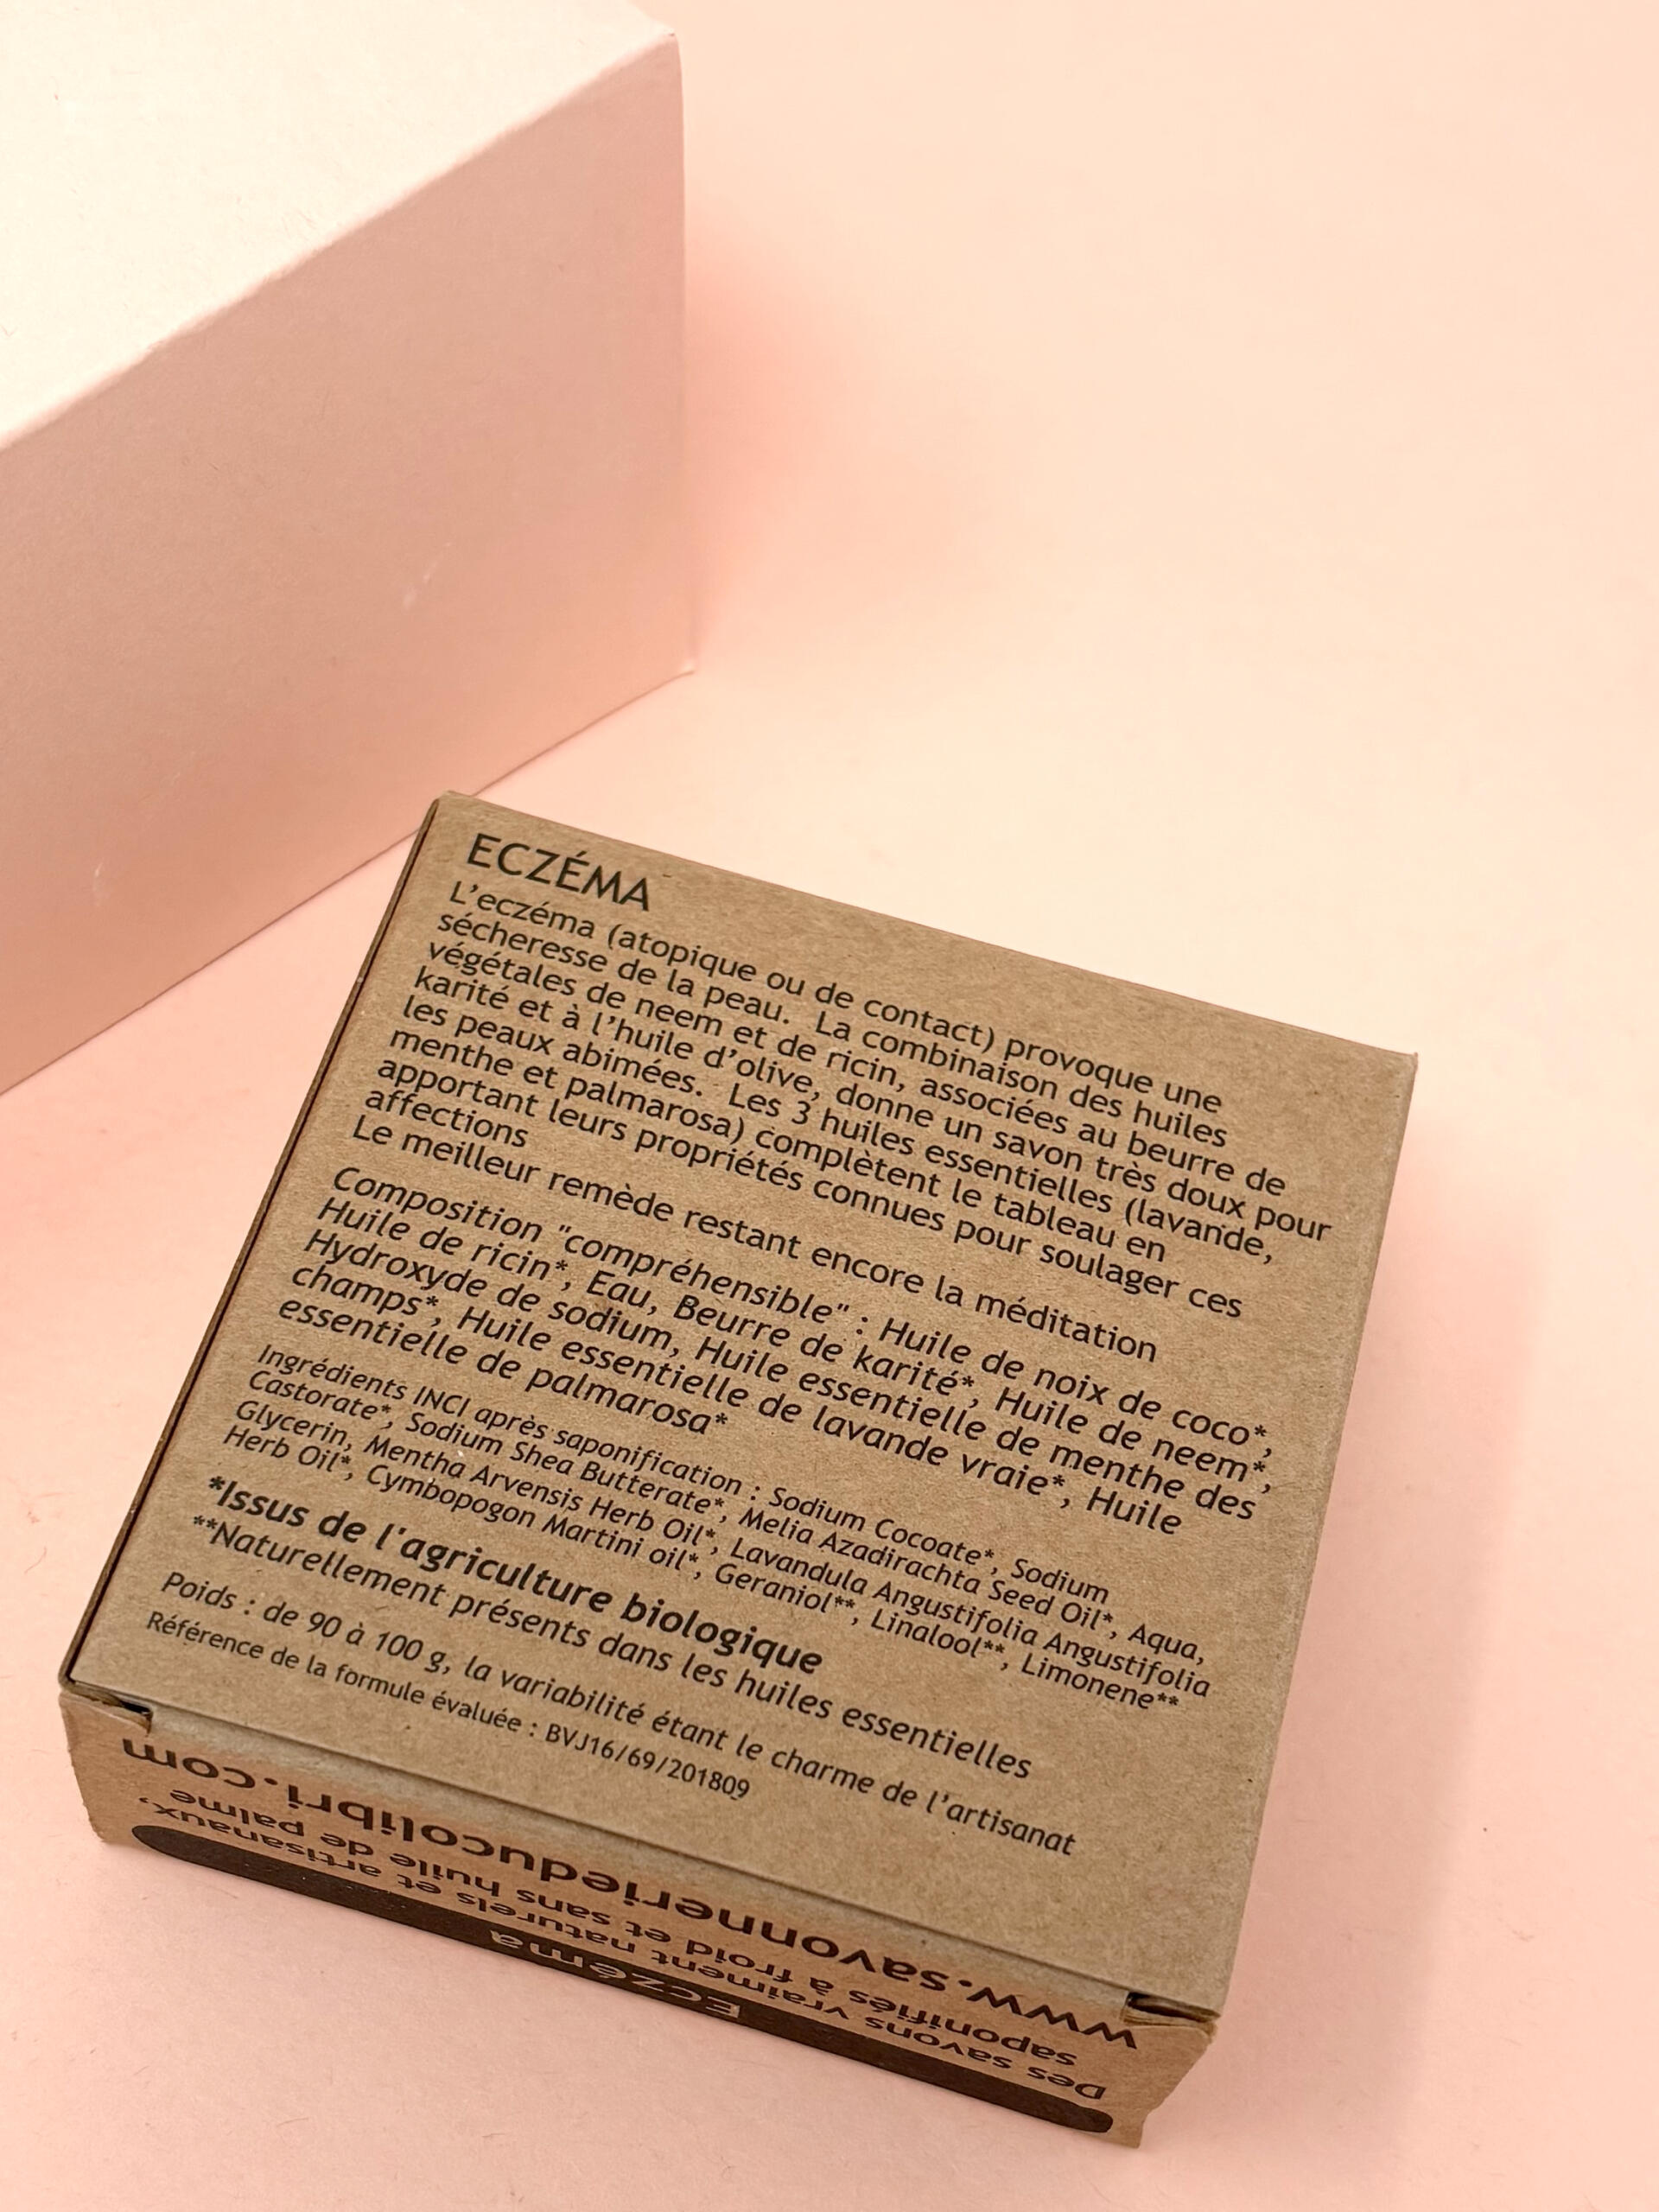 ECZÉMA
L'eczéma (atopique ou de contact) provoque une
sécheresse de la peau.  La combinaison des huiles
végétales de neem et de ricin, associées au beurre de
karité et à l'huile d'olive, donne un savon très doux pour
les peaux abimées.  Les 3 huiles essentielles (lavande,
menthe et palmarosa) complètent le tableau en
apportant leurs propriétés connues pour soulager ces
affections
Le meilleur remède restant encore la méditation
Composition "compréhensible" : Huile de noix de coco*,
Huile de ricin*, Eau, Beurre de karité*, Huile de neem*,
Hydroxyde de sodium, Huile essentielle de menthe des
champs*, Huile essentielle de lavande vraie*, Huile
essentielle de palmarosa*
Ingrédients INCI après saponification : Sodium Cocoate*, Sodium
Castorate*, Sodium Shea Butterate*, Melia Azadirachta Seed Oil*, Aqua,
Glycerin, Mentha Arvensis Herb Oil*, Lavandula Angustifolia Angustifolia
Herb Oil*, Cymbopogon Martini oil*, Geraniol**, Linalool**, Limonene**
*Issus de l'agriculture biologique
**Naturellement présents dans les huiles essentielles
Poids : de 90 à 100 g, la variabilité étant le charme de l'artisanat
Référence de la formule évaluée : BVJ16/69/201809
Eczéma
Des savons vraiment naturels et artisanaux,
saponifiés à froid et sans huile de palme
www.savonnerieducolibri.com